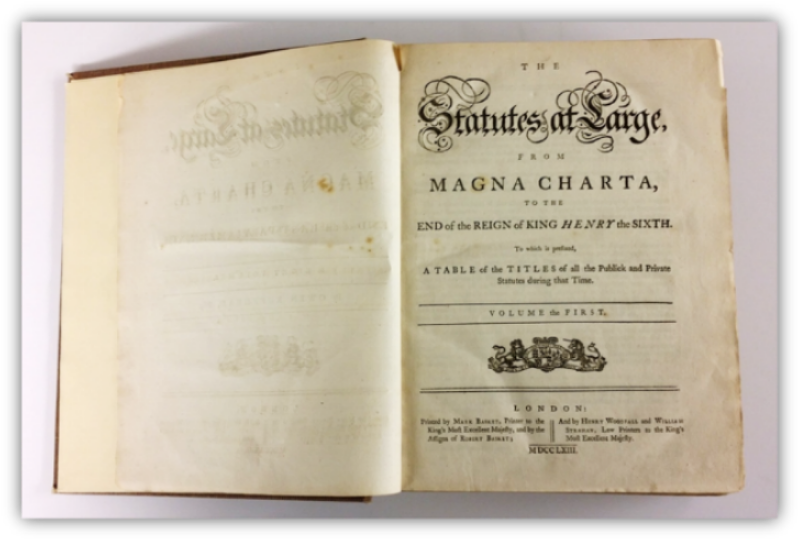 THE
Statutes at Large,
FROM
MAGNA CHARTA,
TO THE
END of the REIGN of KING HENRY the SIXTH.
To which is prefixed,
A TABLE of the TITLES of all the Publick and Private
Statutes during that Time.
VOLUME the FIRST.
LONDON:
Printed by MARK BASKET, Printer to the
King's Most Excellent Majesty, and by the
Assigns of ROBERT BASKET;
And by HENRY WOODFALL and WILLIAM
STRAHAN, Law Printers to the King's
Most Excellent Majesty.
MDCCLXIII.